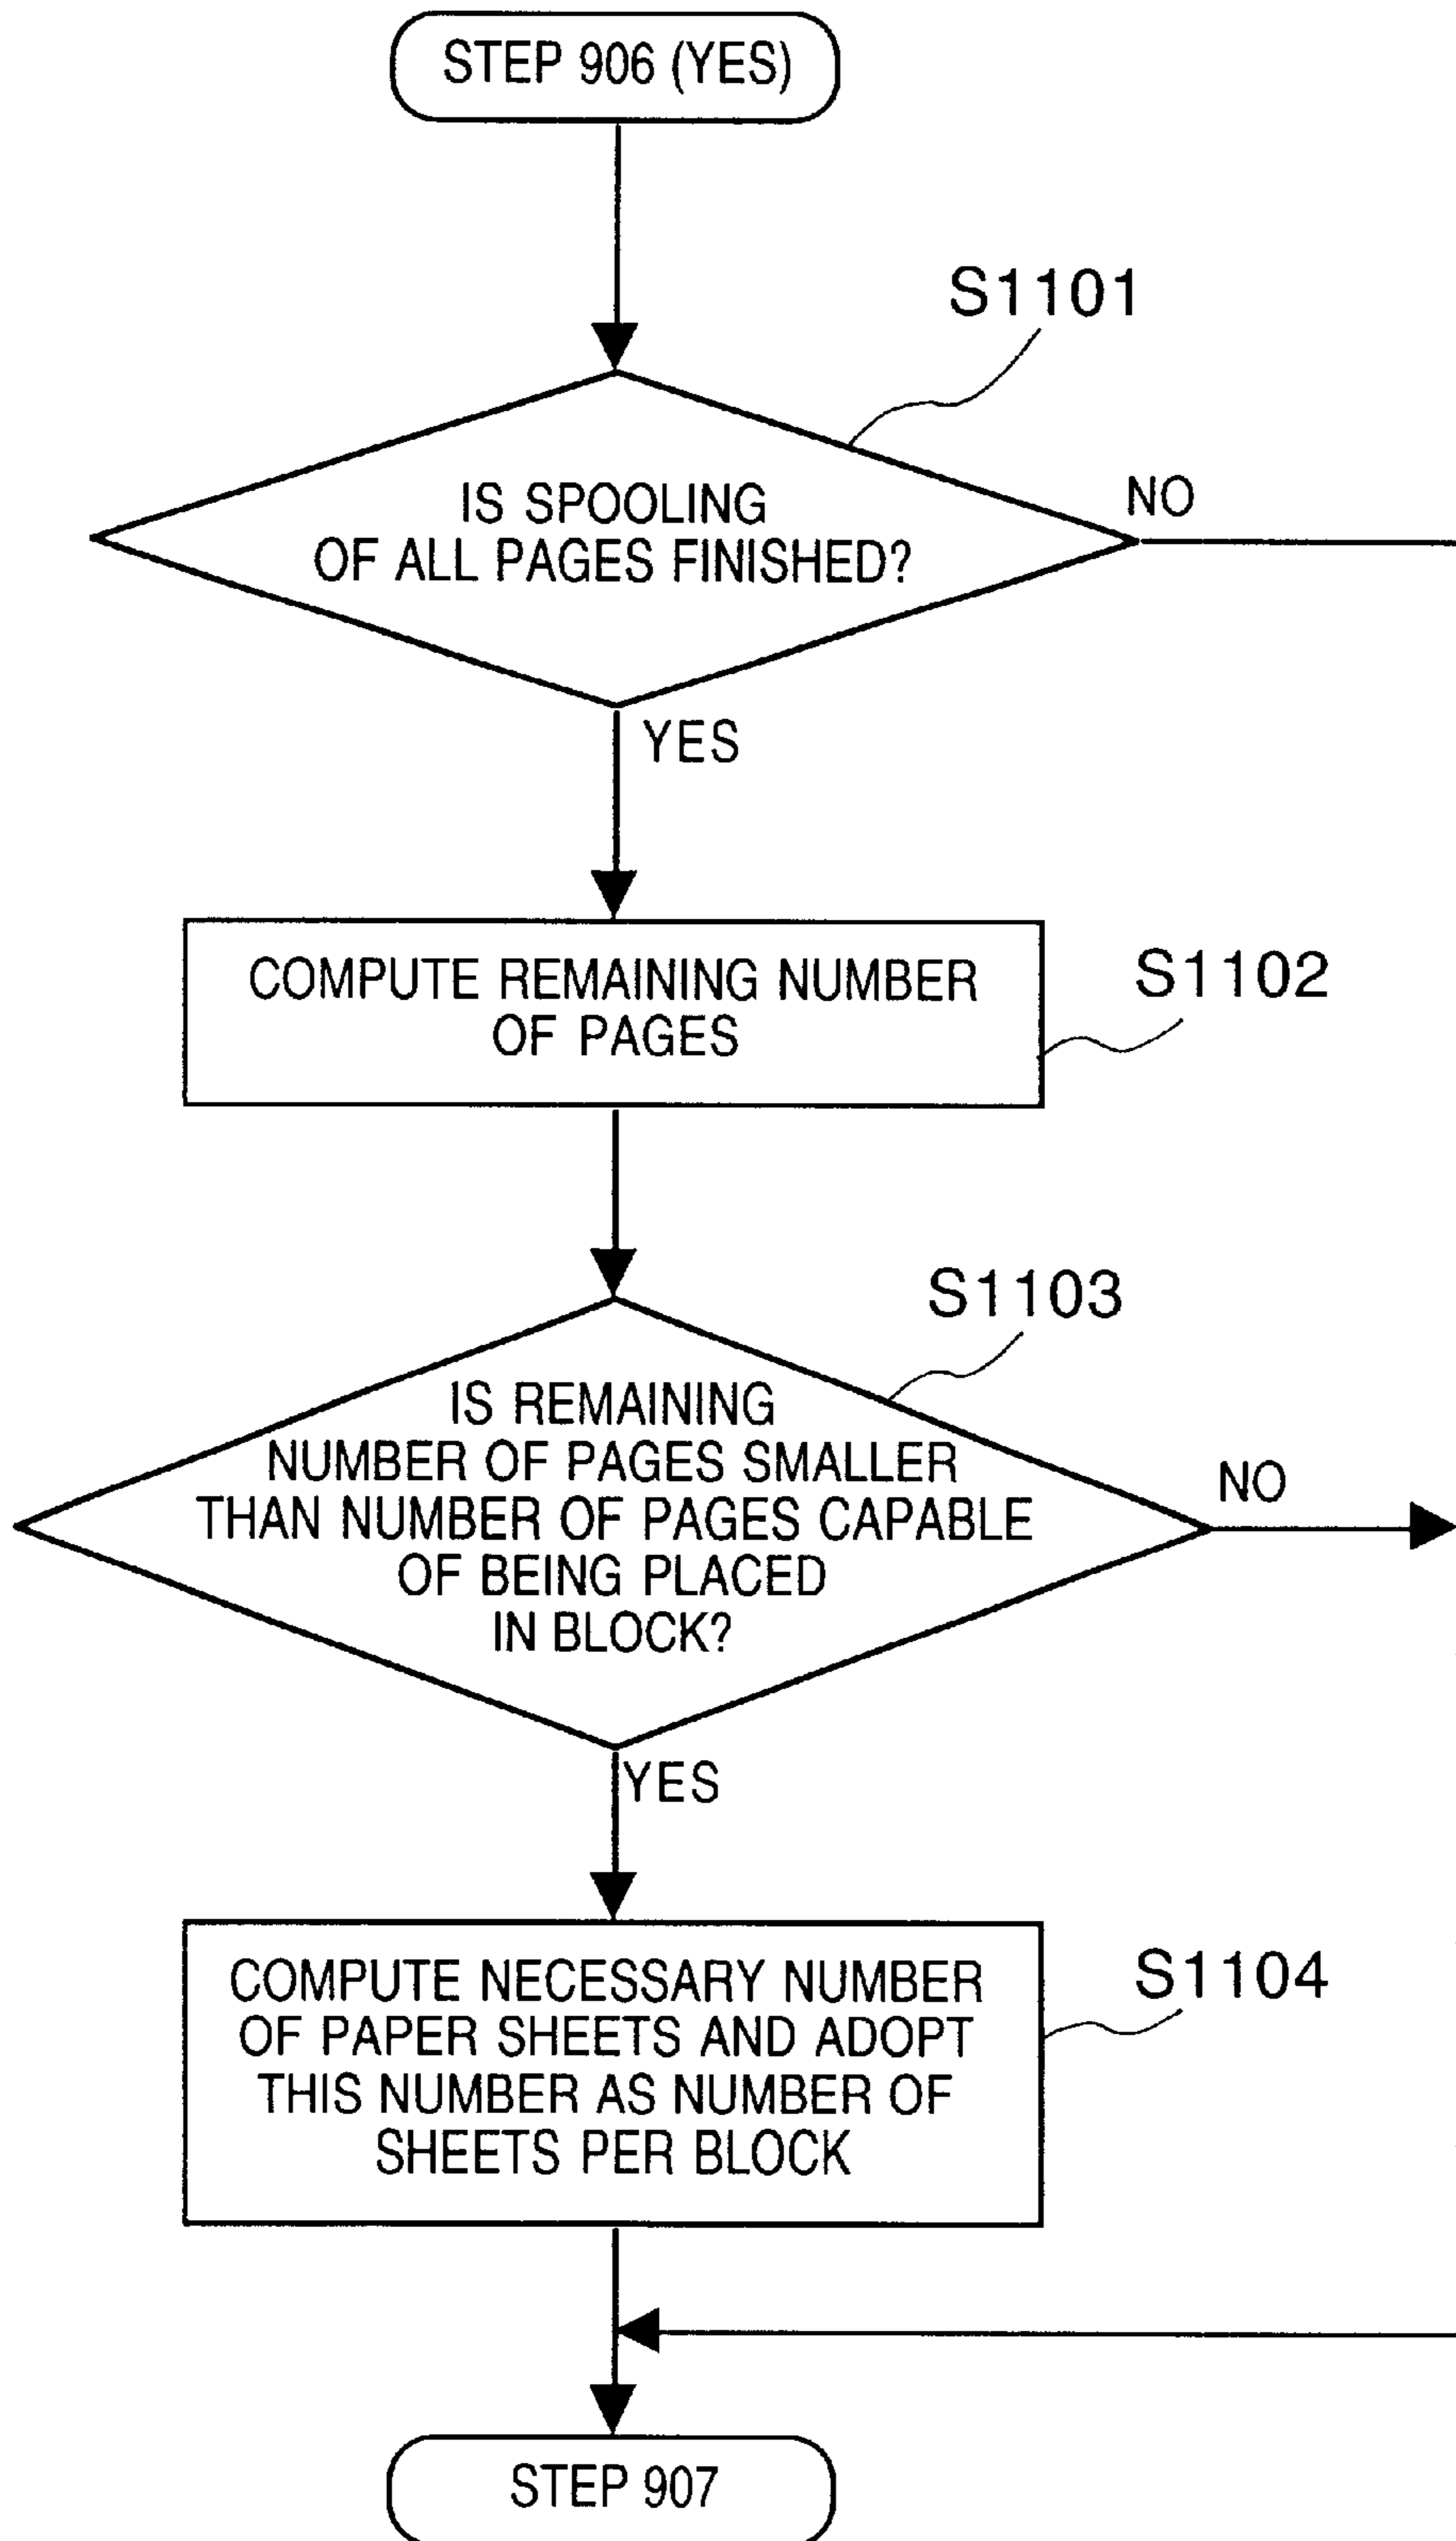 STEP 906 (YES)
S1101
IS SPOOLING
OF ALL PAGES FINISHED?
NO
YES
COMPUTE REMAINING NUMBER
OF PAGES
S1102
S1103
IS REMAINING
NUMBER OF PAGES SMALLER
THAN NUMBER OF PAGES CAPABLE
OF BEING PLACED
IN BLOCK?
NO
YES
COMPUTE NECESSARY NUMBER
OF PAPER SHEETS AND ADOPT
THIS NUMBER AS NUMBER OF
SHEETS PER BLOCK
S1104
STEP 907